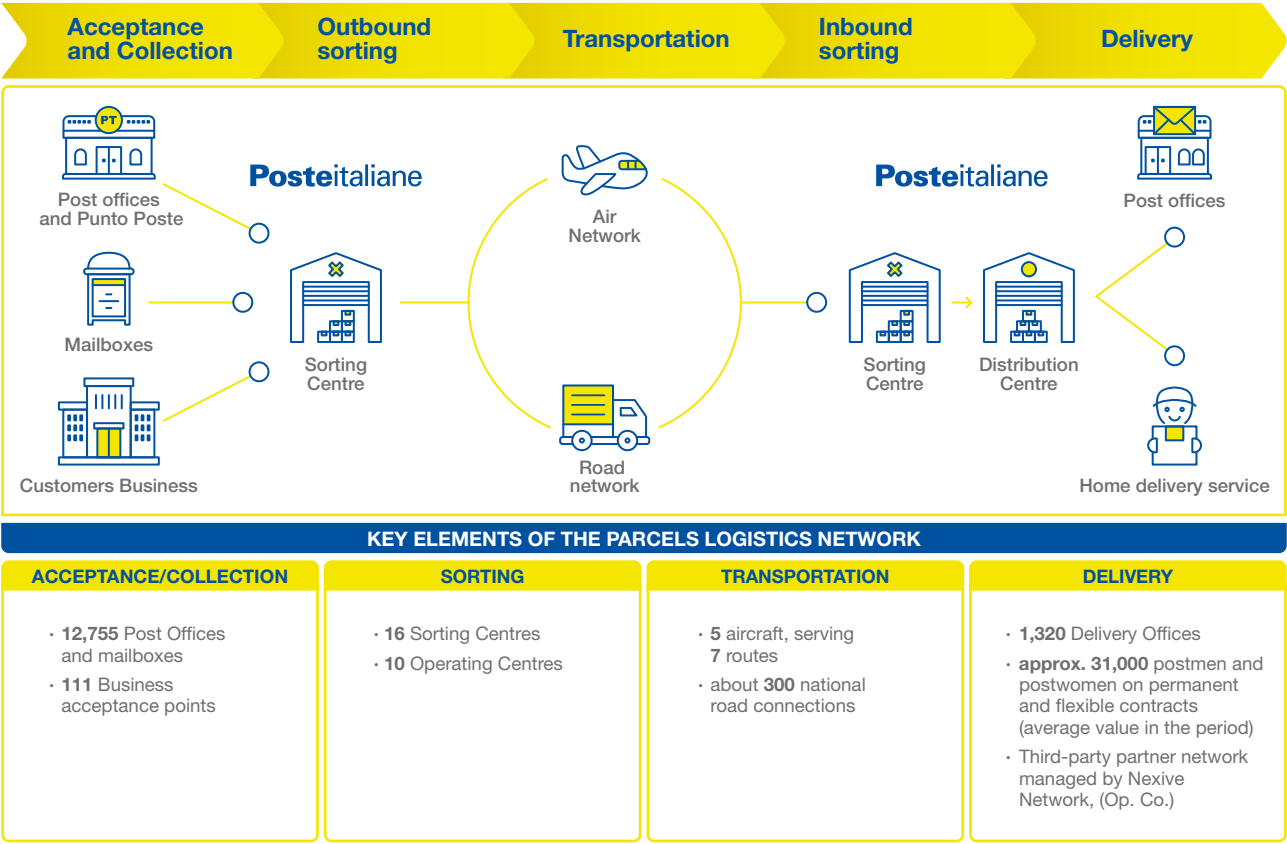 Acceptance
and Collection
Outbound
sorting
Transportation
Inbound
sorting
Delivery
PT
Post offices
and Punto Poste
Mailboxes
Customers Business
Posteitaliane
Sorting
Centre
Air
Network
Road
network
Posteitaliane
Sorting
Centre
Distribution
Centre
Post offices
Home delivery service
KEY ELEMENTS OF THE PARCELS LOGISTICS NETWORK
ACCEPTANCE/COLLECTION
· 12,755 Post Offices
and mailboxes
· 111 Business
acceptance points
SORTING
· 16 Sorting Centres
· 10 Operating Centres
TRANSPORTATION
· 5 aircraft, serving
7 routes
· about 300 national
road connections
DELIVERY
· 1,320 Delivery Offices
· approx. 31,000 postmen and
postwomen on permanent
and flexible contracts
(average value in the period)
· Third-party partner network
managed by Nexive
Network, (Op. Co.)